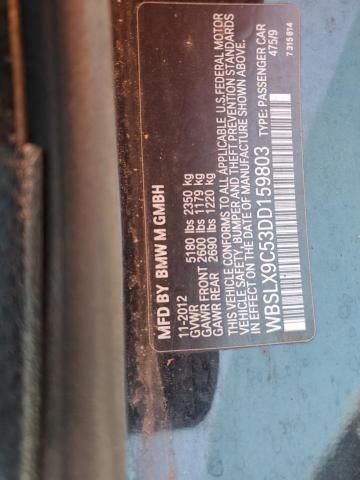 MFD BY BMW M GMBH
11-2012
GVWR 5180 lbs 2350 kg
GAWR FRONT 2600 lbs 1179 kg
GAWR REAR 2690 lbs 1220 kg
THIS VEHICLE CONFORMS TO ALL APPLICABLE U.S.FEDERAL MOTOR
VEHICLE SAFETY, BUMPER AND THEFT PREVENTION STANDARDS
IN EFFECT ON THE DATE OF MANUFACTURE SHOWN ABOVE.
WBSLX9C53DD159803 TYPE: PASSENGER CAR
475/9
7 315 814